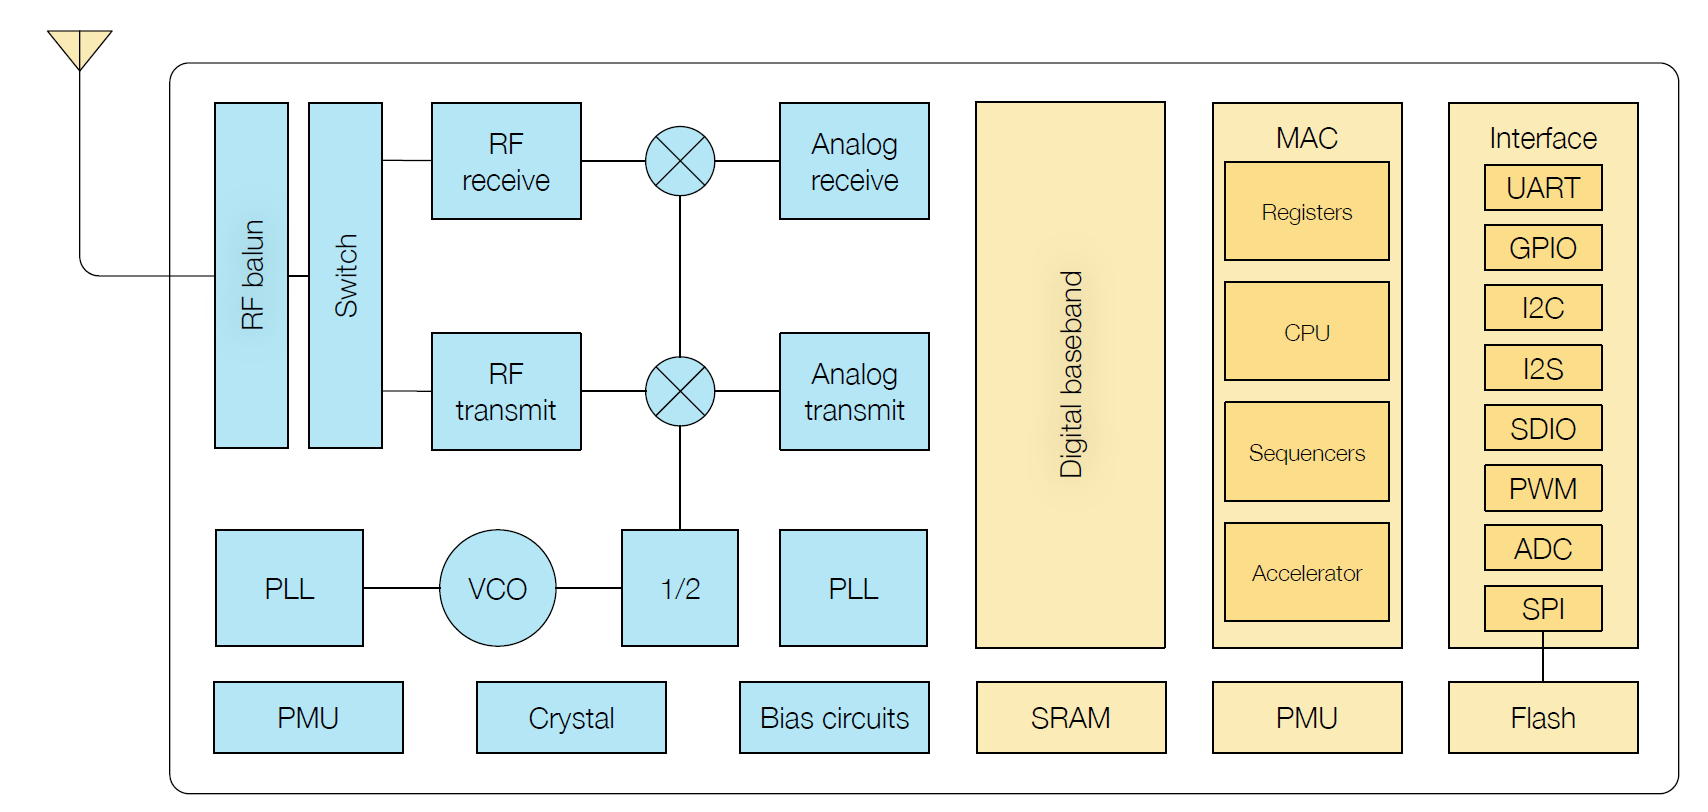 RF balun
Switch
RF
receive
Analog
receive
RF
transmit
Analog
transmit
PLL
VCO
1/2
PLL
PMU
Crystal
Bias circuits
Digital baseband
SRAM
MAC
Registers
CPU
Sequencers
Accelerator
PMU
Interface
UART
GPIO
I2C
I2S
SDIO
PWM
ADC
SPI
Flash